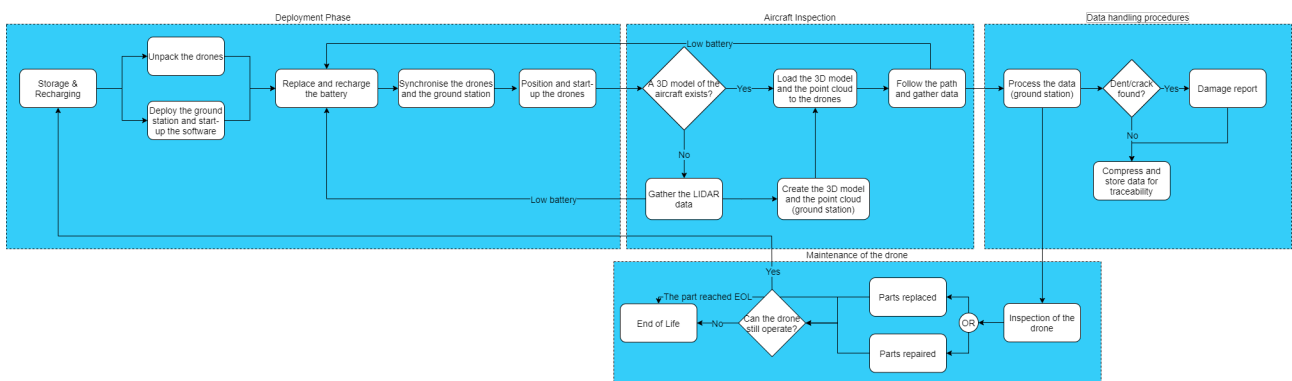 Deployment Phase
Storage &
Recharging
Unpack the drones
Deploy the ground
station and start-
up the software
Replace and recharge
the battery
Synchronise the drones
and the ground station
Position and start-
up the drones
Low battery
Low battery
Aircraft Inspection
A 3D model of the
aircraft exists?
Yes
No
Load the 3D model
and the point cloud
to the drones
Follow the path
and gather data
Gather the LIDAR
data
Create the 3D model
and the point cloud
(ground station)
Data handling procedures
Process the data
(ground station)
Dent/crack
found?
Yes
Damage report
No
Compress and
store data for
traceability
Maintenance of the drone
Yes
The part reached EOL
End of Life
No
Can the drone
still operate?
Parts replaced
Parts repaired
OR
Inspection of the
drone